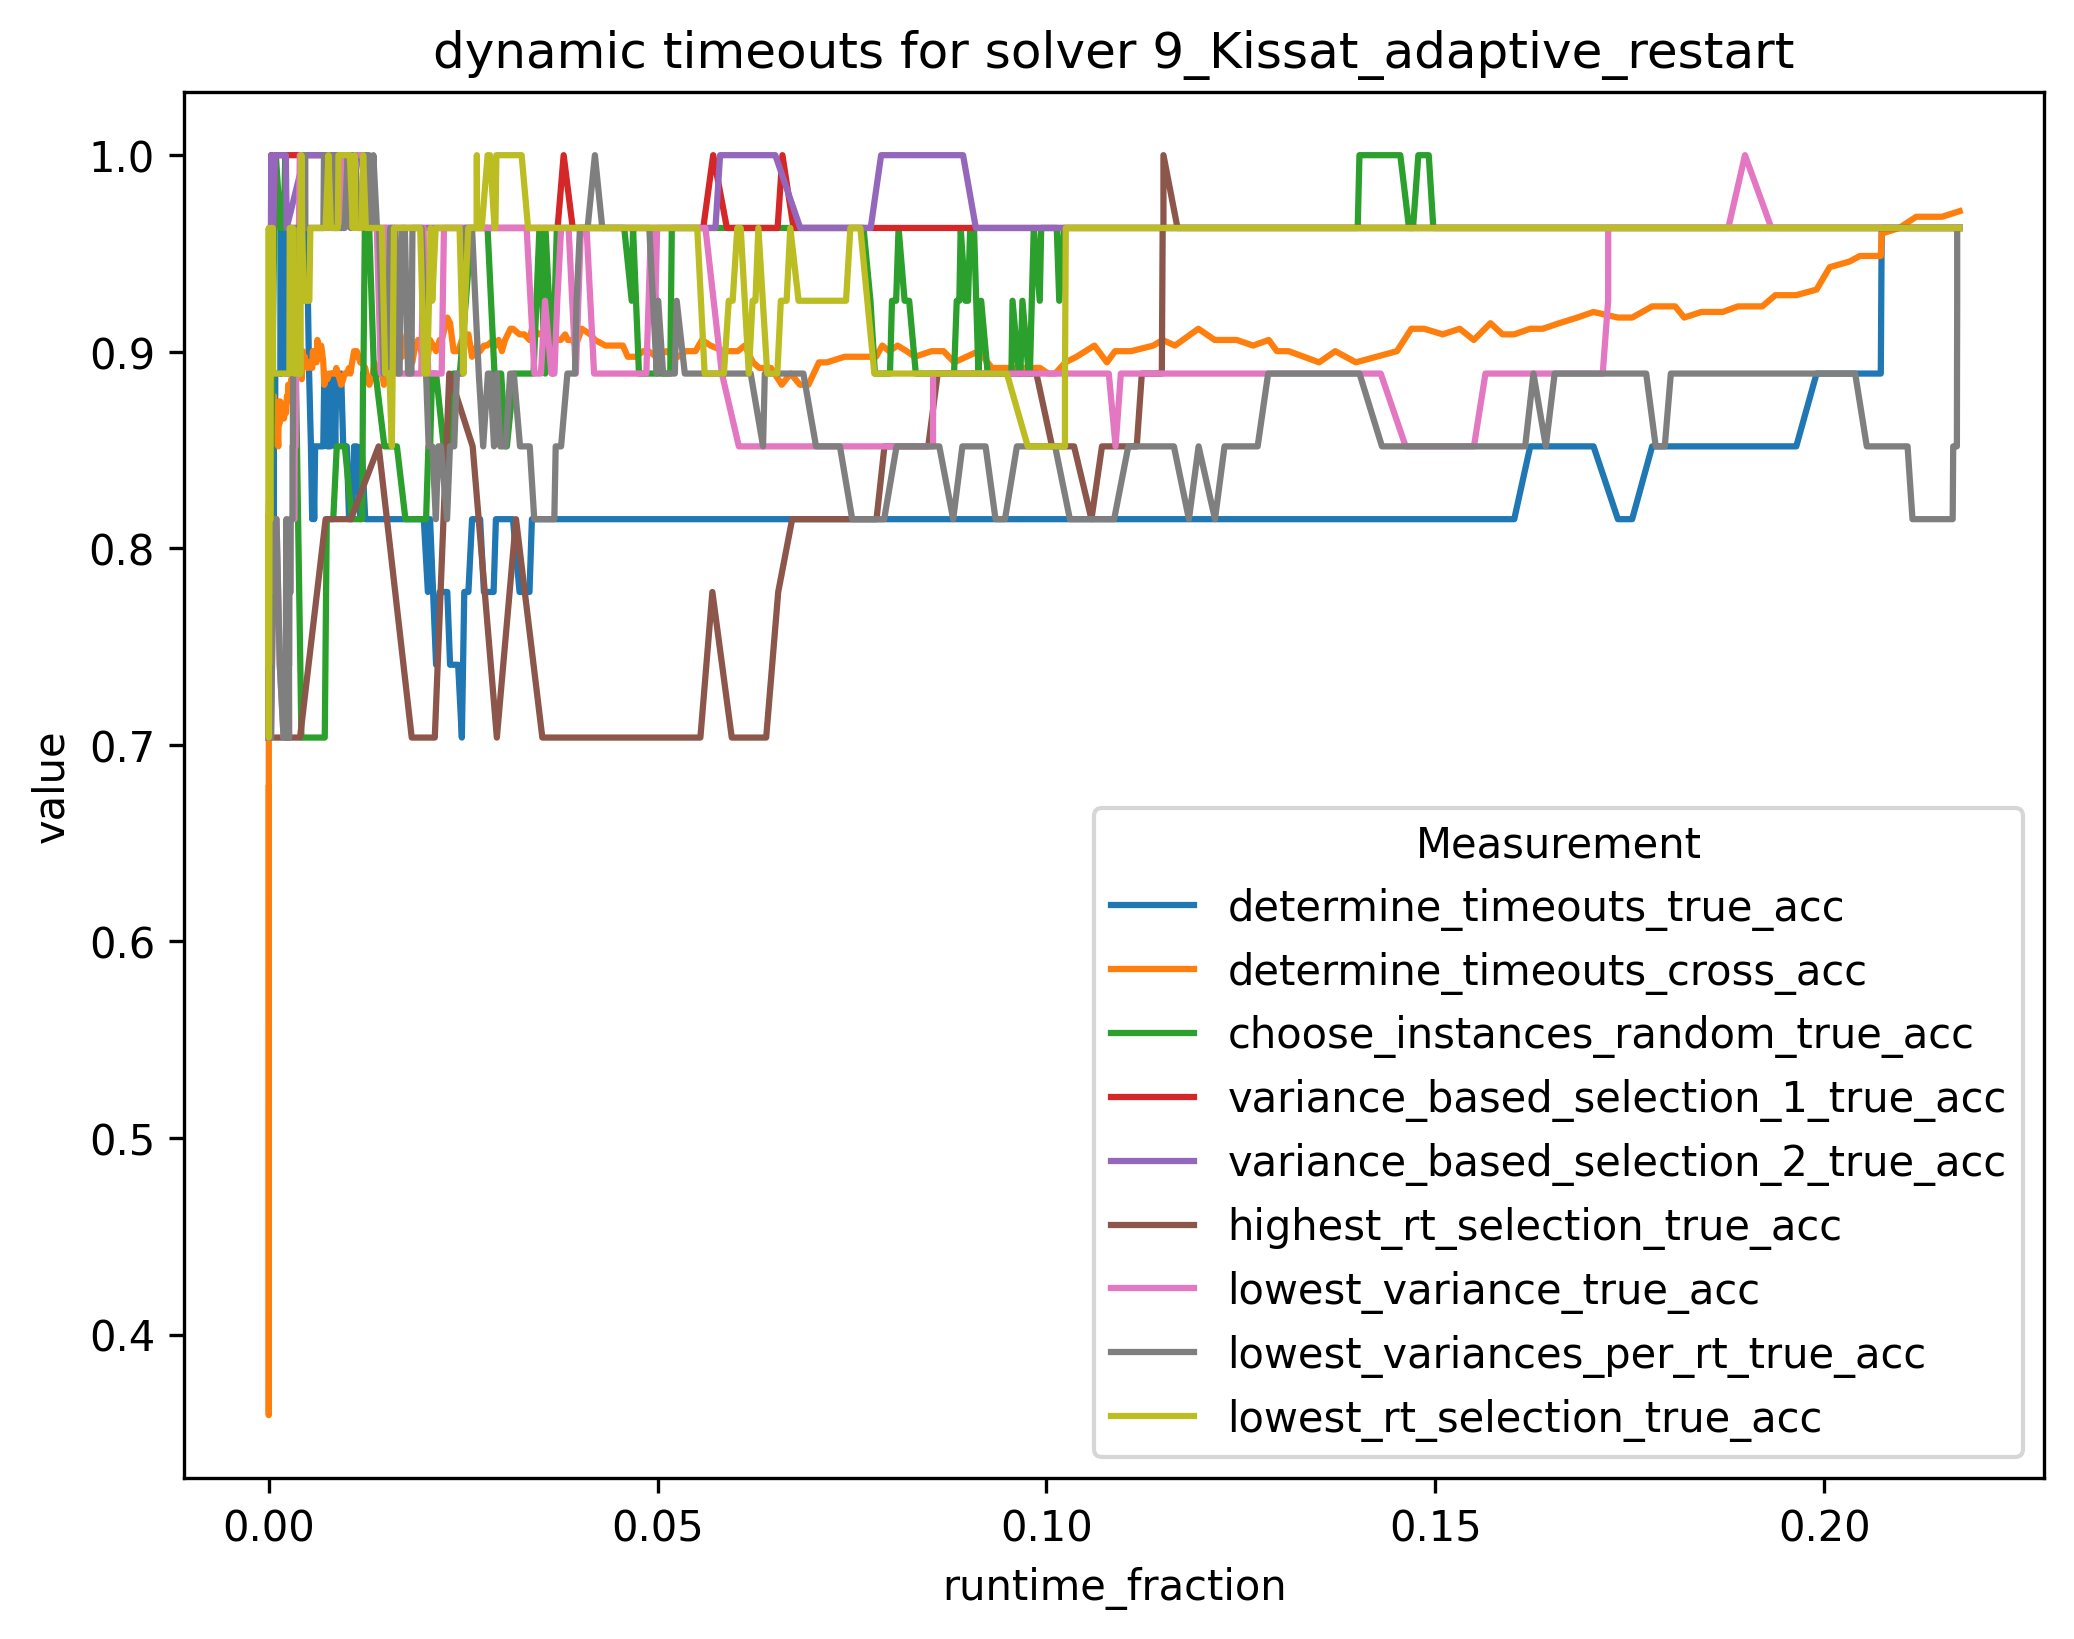 dynamic timeouts for solver 9_Kissat_adaptive_restart
1.0
0.9
0.8
0.7
0.6
0.5
0.4
value
0.00
0.05
0.10
0.15
0.20
runtime_fraction
Measurement
determine_timeouts_true_acc
determine_timeouts_cross_acc
choose_instances_random_true_acc
variance_based_selection_1_true_acc
variance_based_selection_2_true_acc
highest_rt_selection_true_acc
lowest_variance_true_acc
lowest_variances_per_rt_true_acc
lowest_rt_selection_true_acc